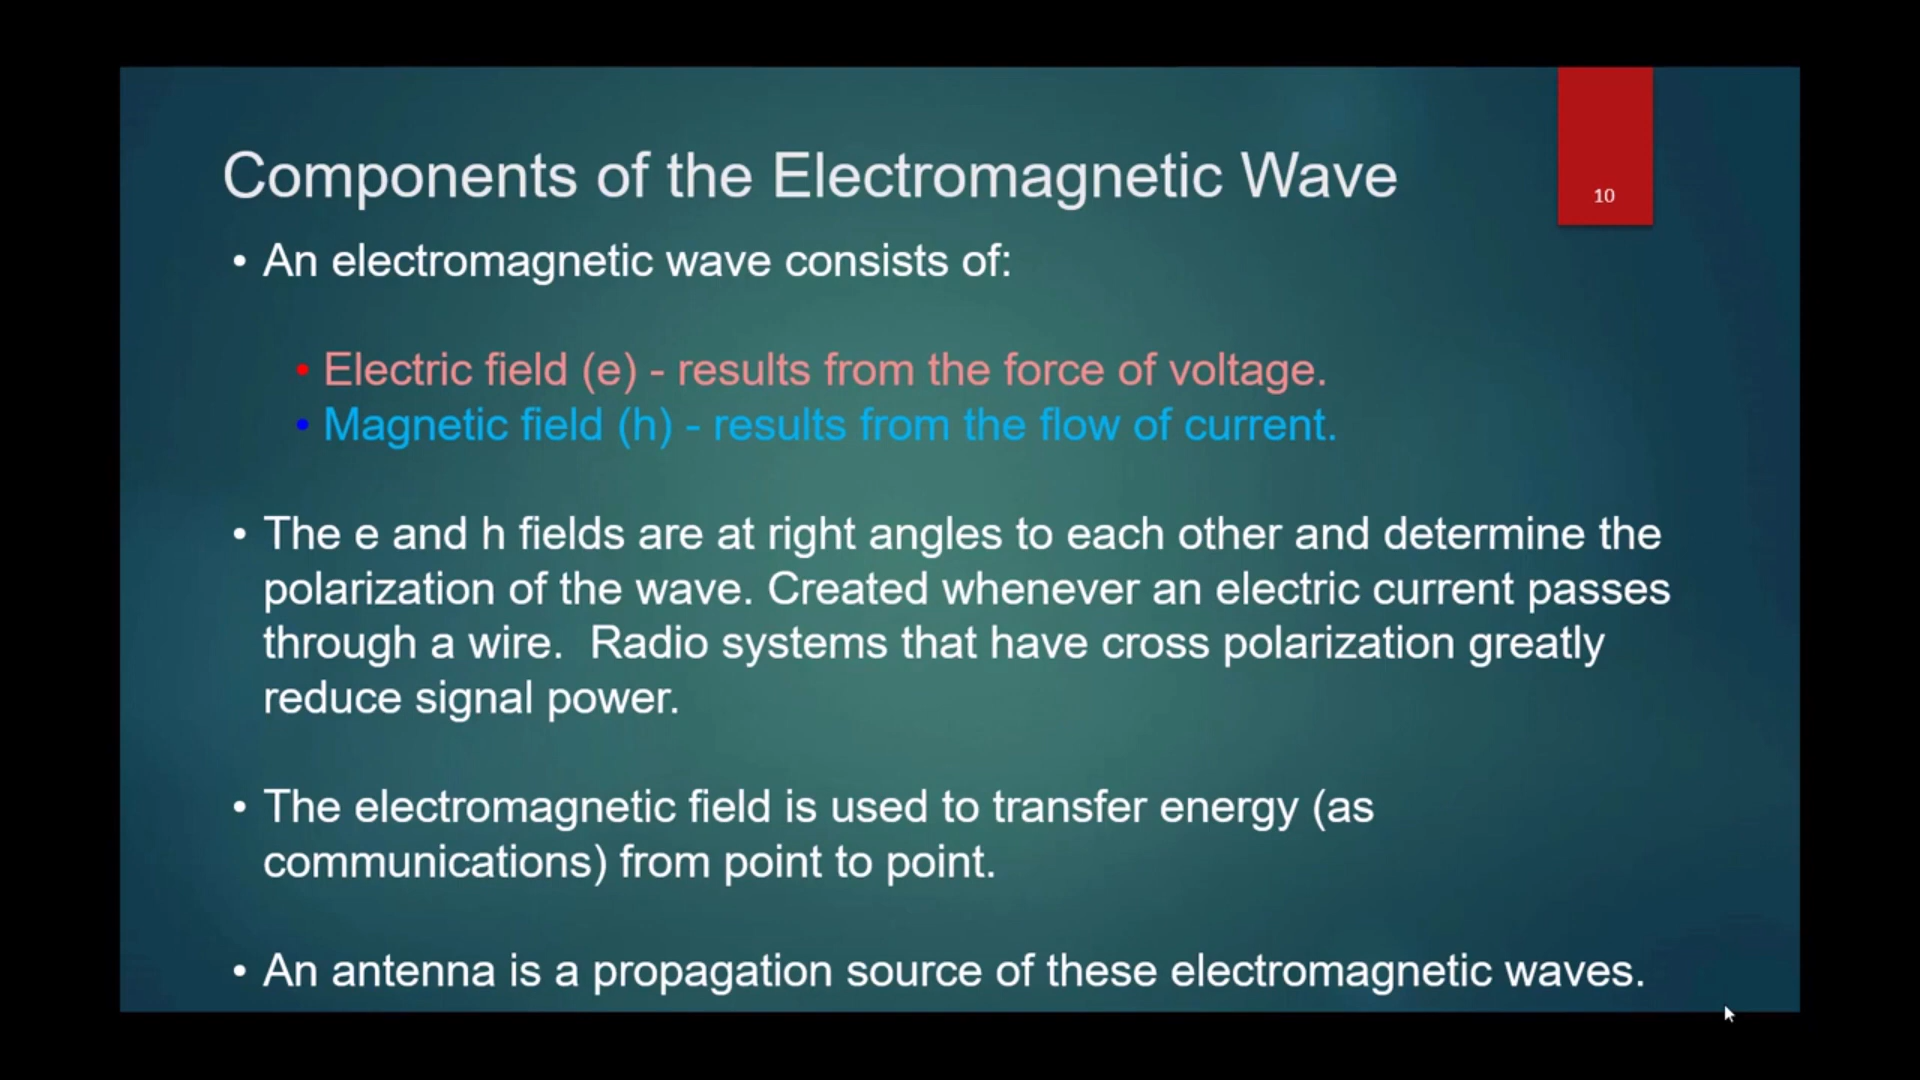 10
Components of the Electromagnetic Wave
• An electromagnetic wave consists of:
• Electric field (e) - results from the force of voltage.
• Magnetic field (h) - results from the flow of current.
• The e and h fields are at right angles to each other and determine the
polarization of the wave. Created whenever an electric current passes
through a wire.  Radio systems that have cross polarization greatly
reduce signal power.
• The electromagnetic field is used to transfer energy (as
communications) from point to point.
• An antenna is a propagation source of these electromagnetic waves.